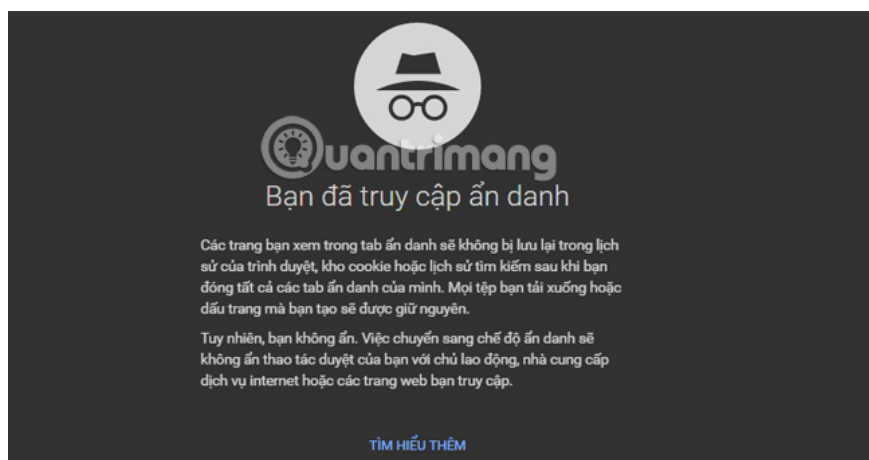 Quantrimang
Bạn đã truy cập ẩn danh
Các trang bạn xem trong tab ẩn danh sẽ không bị lưu lại trong lịch
sử của trình duyệt, kho cookie hoặc lịch sử tìm kiếm sau khi bạn
đóng tất cả các tab ẩn danh của mình. Mọi tệp bạn tải xuống hoặc
dấu trang mà bạn tạo sẽ được giữ nguyên.
Tuy nhiên, bạn không ẩn. Việc chuyển sang chế độ ẩn danh sẽ
không ẩn thao tác duyệt của bạn với chủ lao động, nhà cung cấp
dịch vụ internet hoặc các trang web bạn truy cập.
TÌM HIỂU THÊM